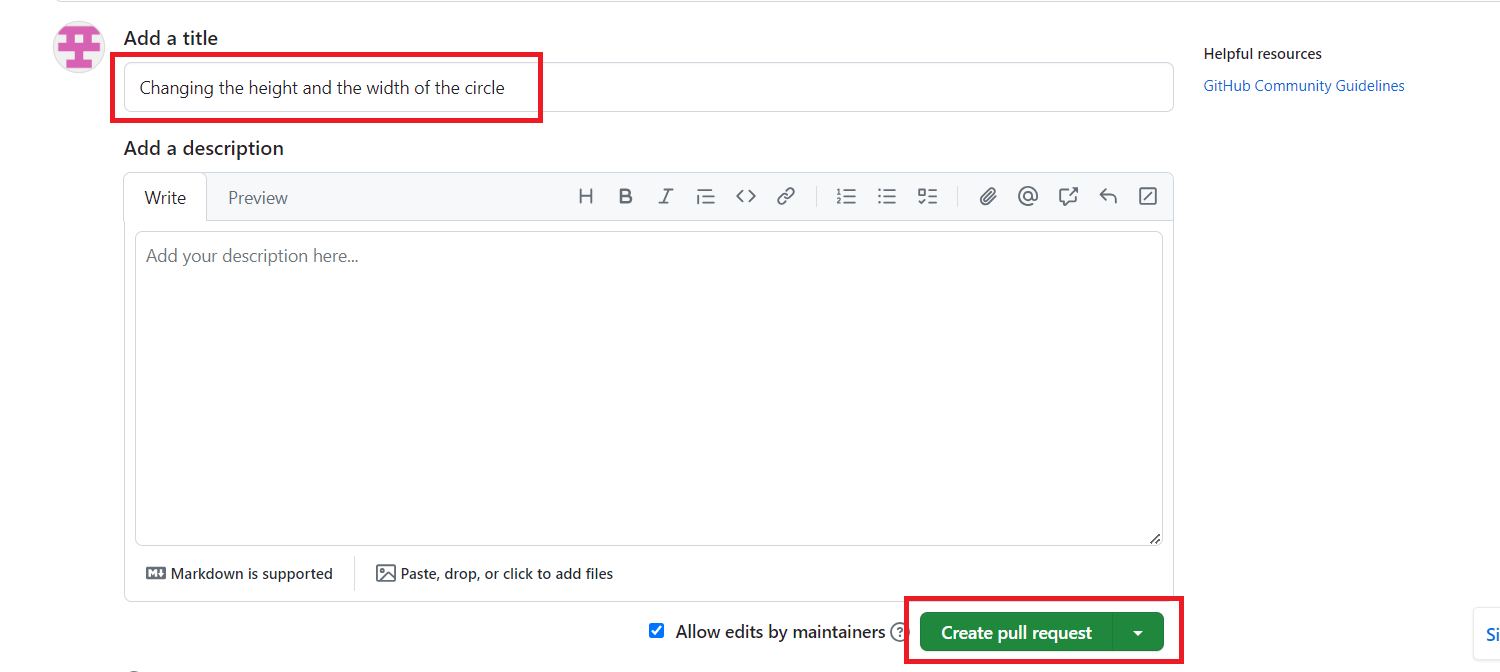 Add a title
Helpful resources
Changing the height and the width of the circle
GitHub Community Guidelines
Add a description
Write Preview H B I
Add your description here...
Markdown is supported Paste, drop, or click to add files
Allow edits by maintainers ? Create pull request
Si